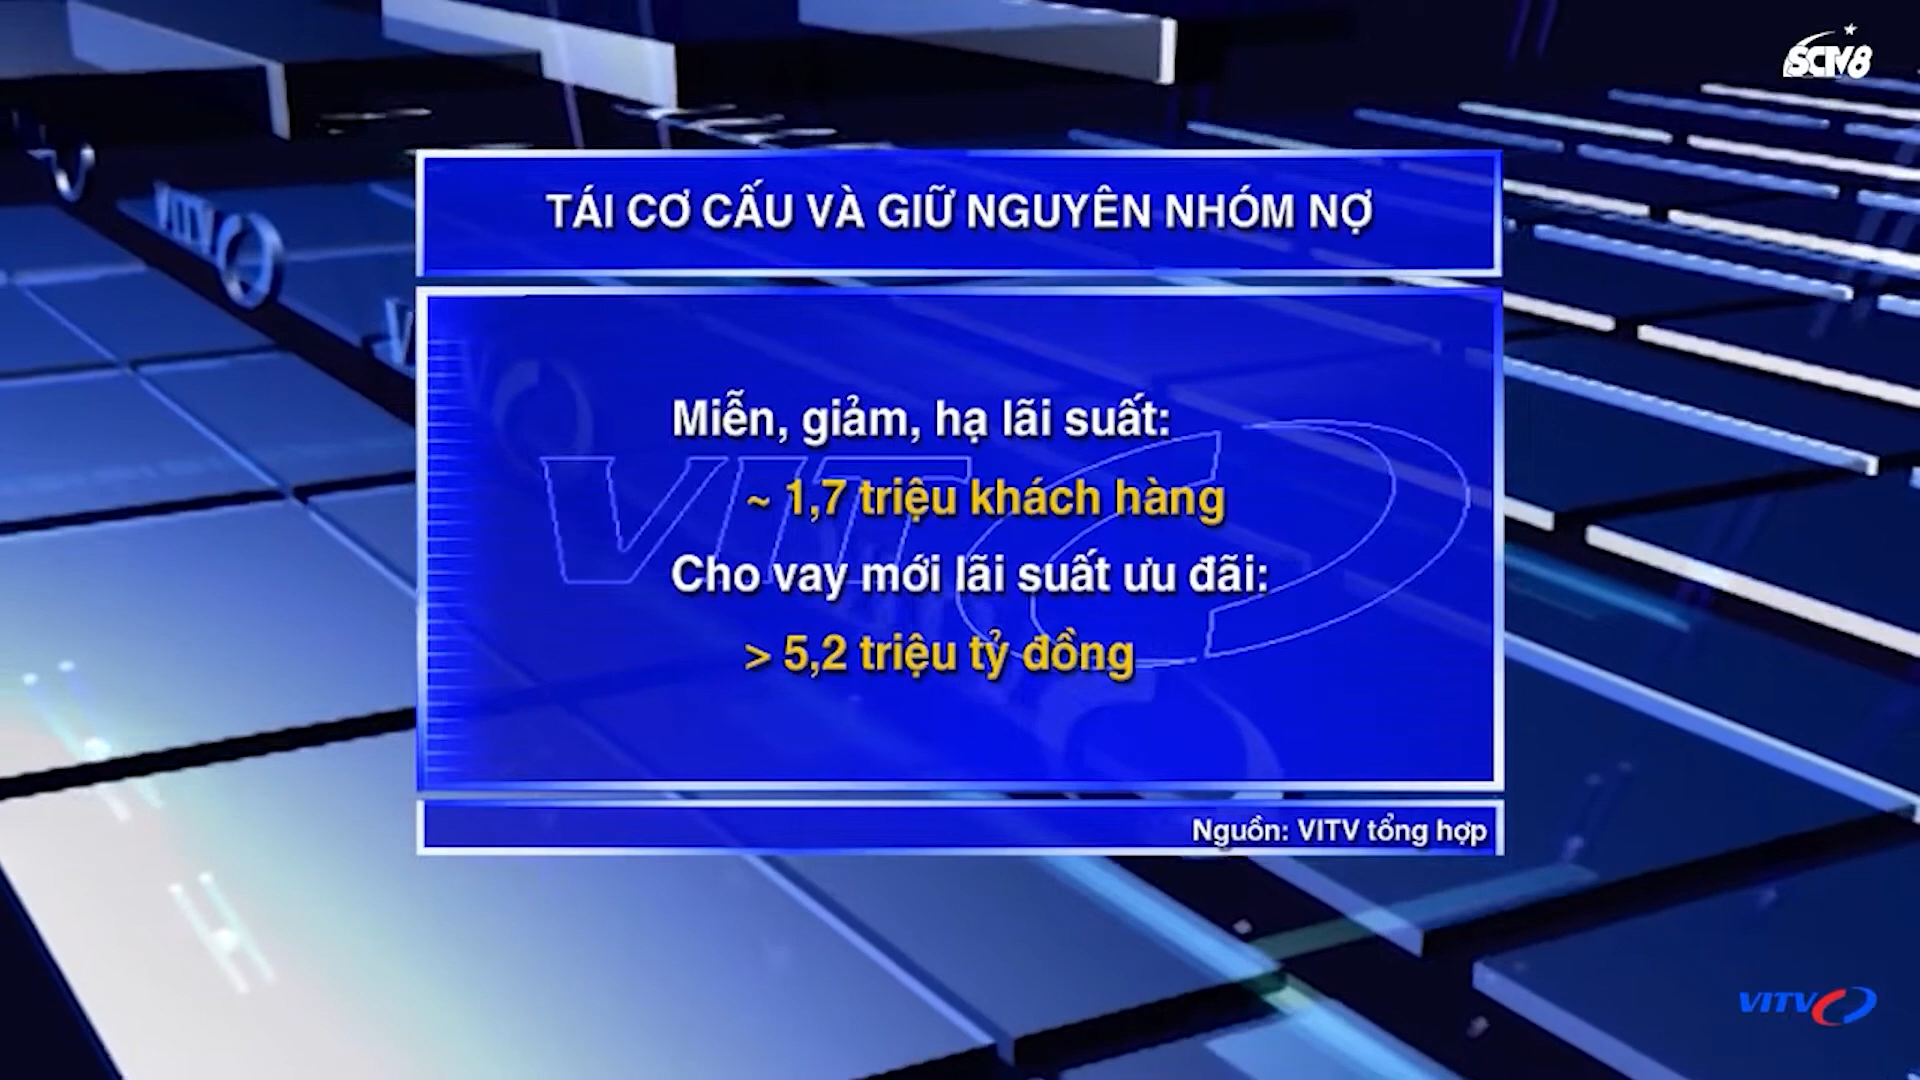 SCTV8
TÁI CƠ CẤU VÀ GIỮ NGUYÊN NHÓM NỢ
Miễn, giảm, hạ lãi suất:
~ 1,7 triệu khách hàng
Cho vay mới lãi suất ưu đãi:
> 5,2 triệu tỷ đồng
Nguồn: VITV tổng hợp
VITV